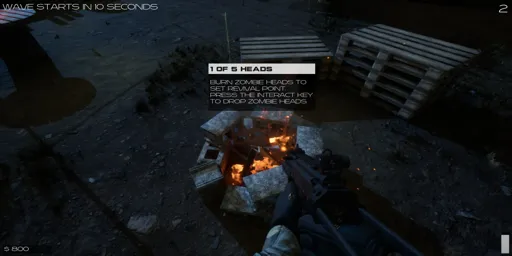 WAVE STARTS IN 10 SECONDS
2
1 OF 5 HEADS
BURN ZOMBIE HEADS TO
SET REVIVAL POINT.
PRESS THE INTERACT KEY
TO DROP ZOMBIE HEADS
$ 800